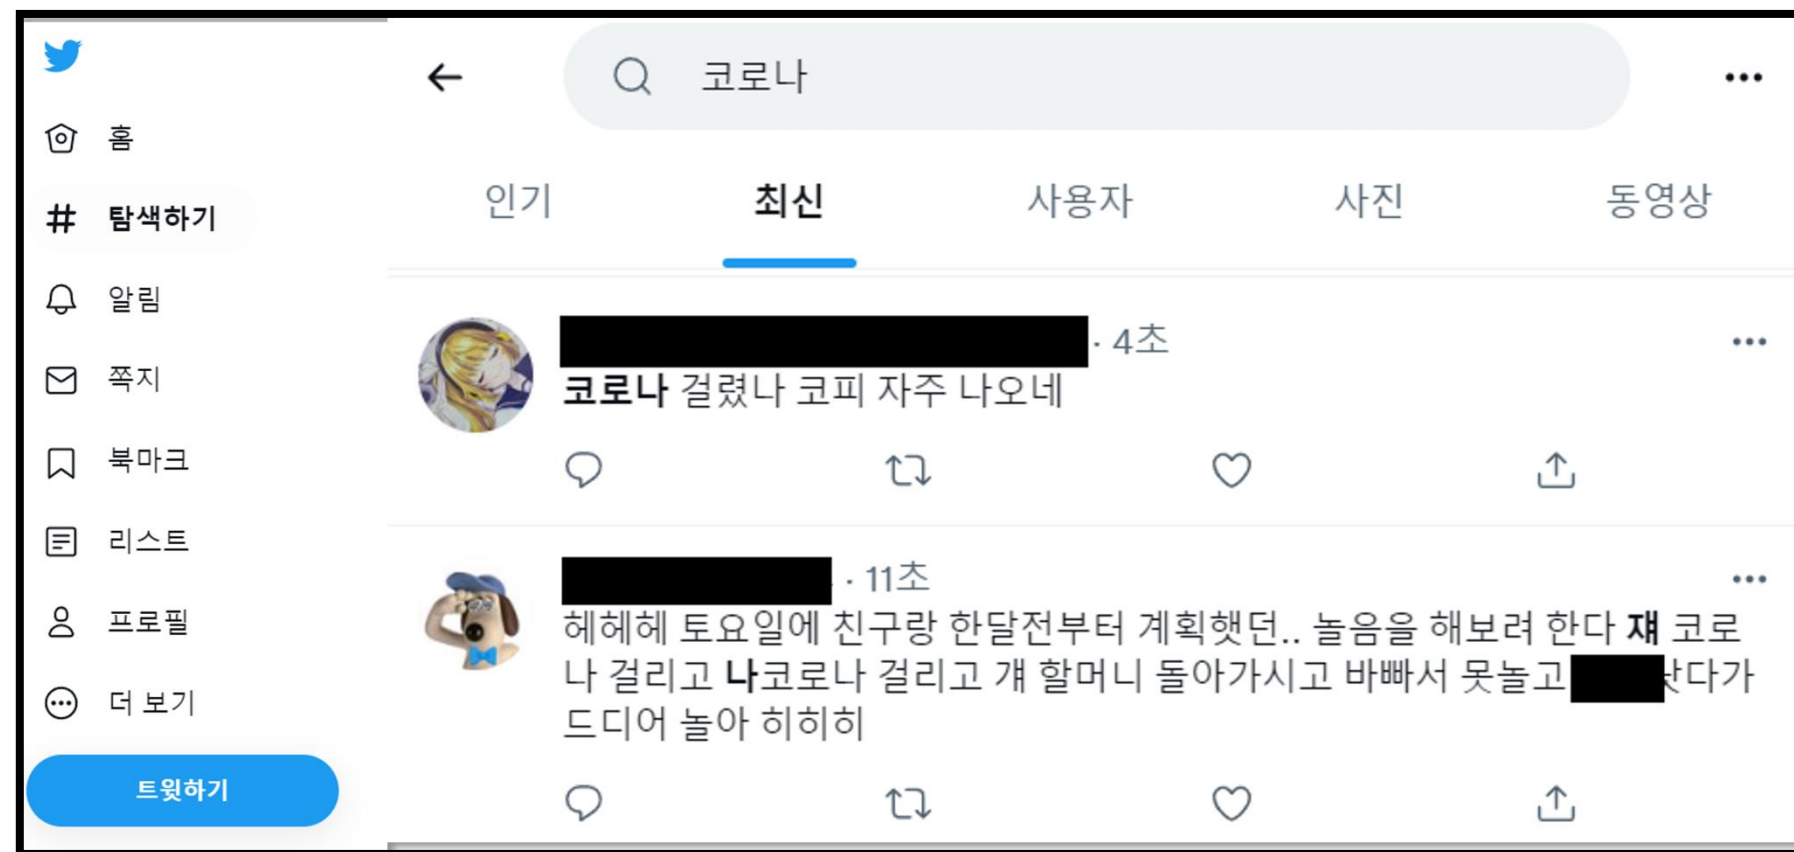 홈
탐색하기
알림
쪽지
북마크
리스트
프로필
더 보기
트윗하기
코로나
인기 최신 사용자 사진 동영상
· 4초
코로나 걸렸나 코피 자주 나오네
· 11초
헤헤헤 토요일에 친구랑 한달전부터 계획햇던.. 놀음을 해보려 한다 쟤 코로
나 걸리고 나코로나 걸리고 걔 할머니 돌아가시고 바빠서 못놀고 다가
드디어 놀아 히히히